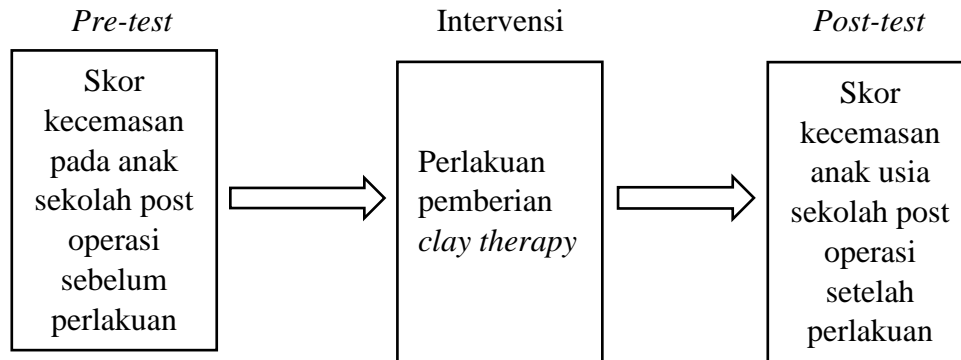 Pre-test
Skor
kecemasan
pada anak
sekolah post
operasi
sebelum
perlakuan
Intervensi
Perlakuan
pemberian
clay therapy
Post-test
Skor
kecemasan
anak usia
sekolah post
operasi
setelah
perlakuan